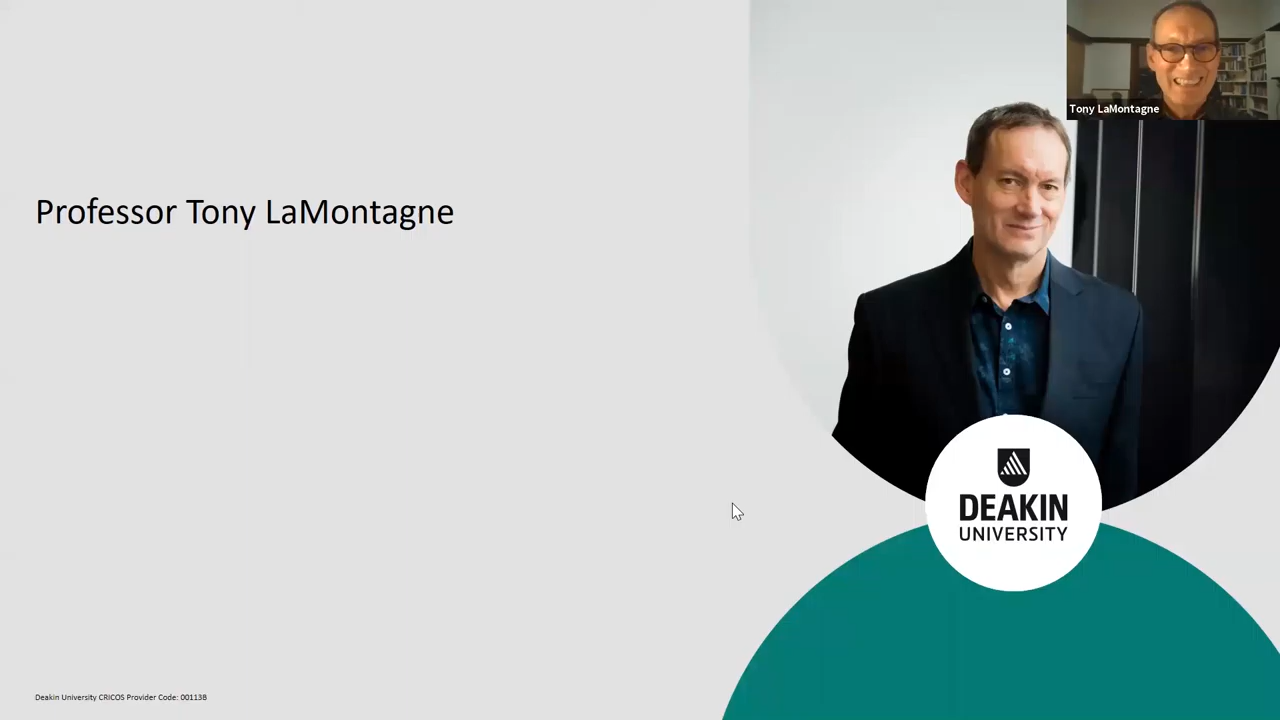 Tony LaMontagne
Professor Tony LaMontagne
DEAKIN
UNIVERSITY
Deakin University CRICOS Provider Code: 00113B